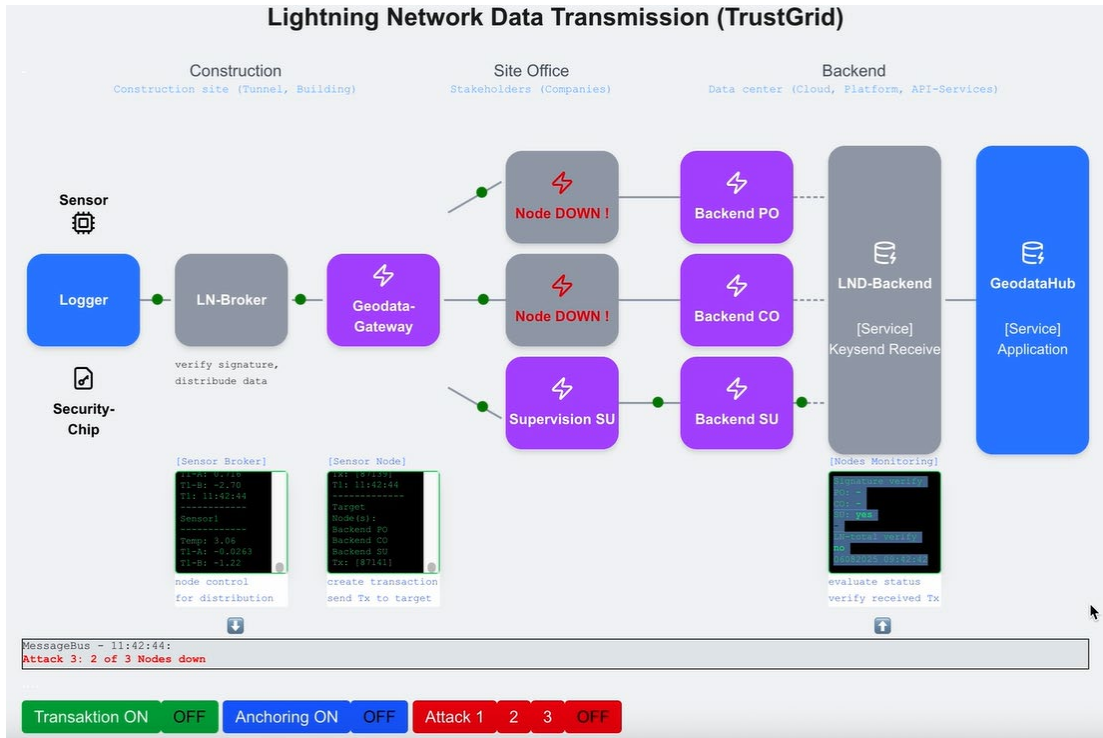 Lightning Network Data Transmission (TrustGrid)
Construction
Construction site (Tunnel, Building)
Site Office
Stakeholders (Companies)
Backend
Data center (Cloud, Platform, API-Services)
Sensor
Logger
Security-
Chip
LN-Broker
verify signature,
distribude data
Geodata-
Gateway
Node DOWN !
Node DOWN !
Supervision SU
Backend PO
Backend CO
Backend SU
LND-Backend
[Service]
Keysend Receive
GeodataHub
[Service]
Application
[Sensor Broker]
T1-B: -2.70
T1: 11:42:44
------------
Sensor1
------------
Temp; 3.06
T1-A: -0.0263
T1-B: -1.22
node control
for distribution
[Sensor Node]
T1: 11:42:44
-------------
Target
Node(s):
Backend PO
Backend CO
Backend SU
Tx: [87141]
create transaction
send Tx to target
[Nodes Monitoring]
Signature verify
PO: -
CO: -
SU: yes
-
LN-total verify
no
evaluate status
verify received Tx
MessageBus - 11:42:44:
Attack 3: 2 of 3 Nodes down
Transaktion ON OFF Anchoring ON OFF Attack 1 2 3 OFF